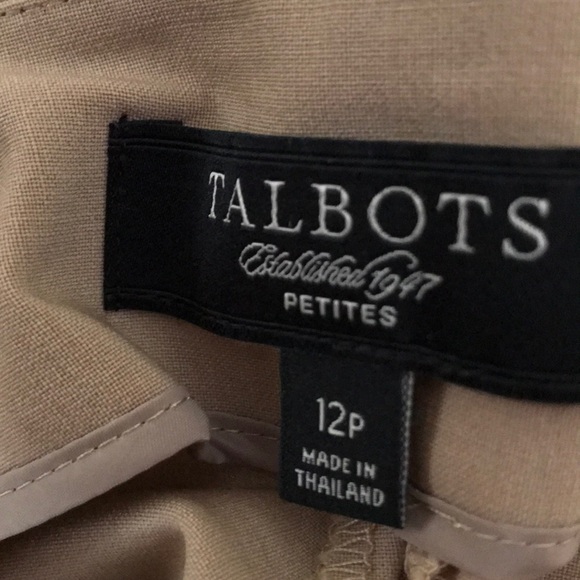 TALBOTS
Established 1947
PETITES
12P
MADE IN
THAILAND